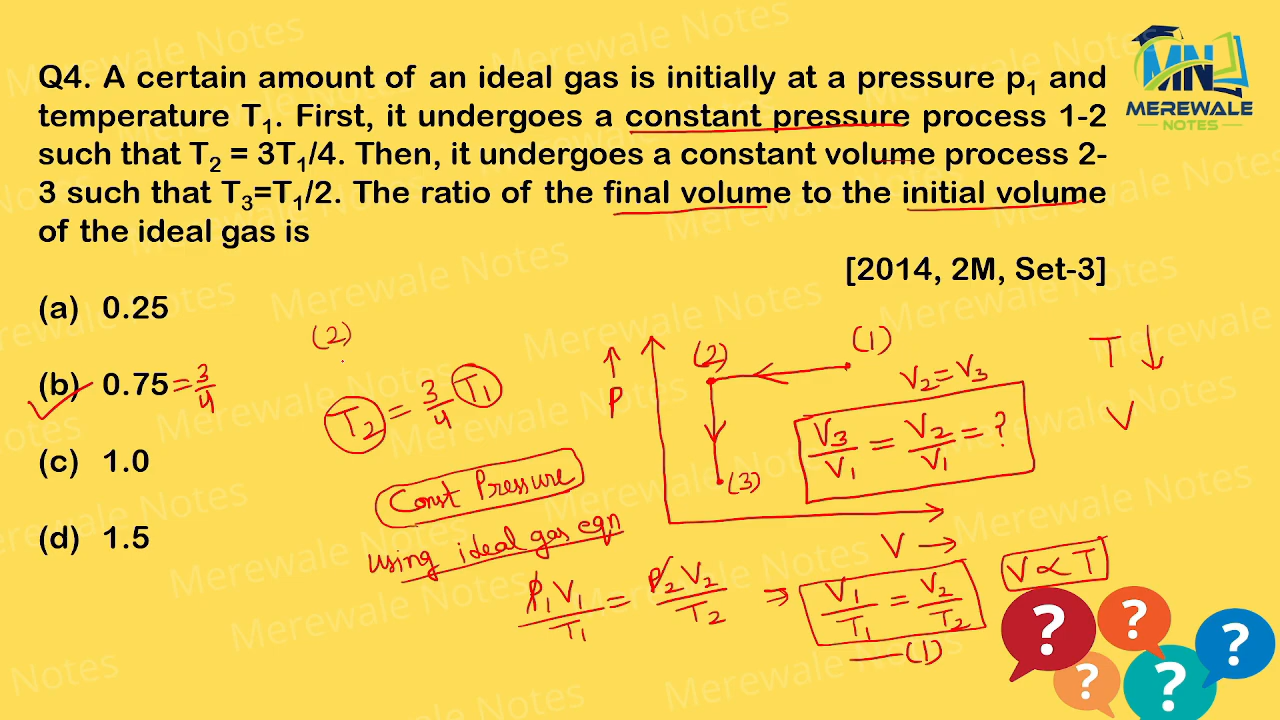 Q4. A certain amount of an ideal gas is initially at a pressure p1 and
temperature T1. First, it undergoes a constant pressure process 1-2
such that T2 = 3T1/4. Then, it undergoes a constant volume process 2-
3 such that T3=T1/2. The ratio of the final volume to the initial volume
of the ideal gas is
[2014, 2M, Set-3]
(a) 0.25
(b) 0.75 = 3/4
(c) 1.0
(d) 1.5
MN
MEREWALE
NOTES
(2)
T2 = 3/4 T1
Const Pressure
using ideal gas eqn
P1V1/T1 = P2V2/T2 ⇒ V1/T1 = V2/T2
(1)
V ∝ T
P
(2)
(1)
(3)
V →
V2 = V3
V3/V1 = V2/V1 = ?
T ↓
V
? ? ? ? ?
Merewale Notes